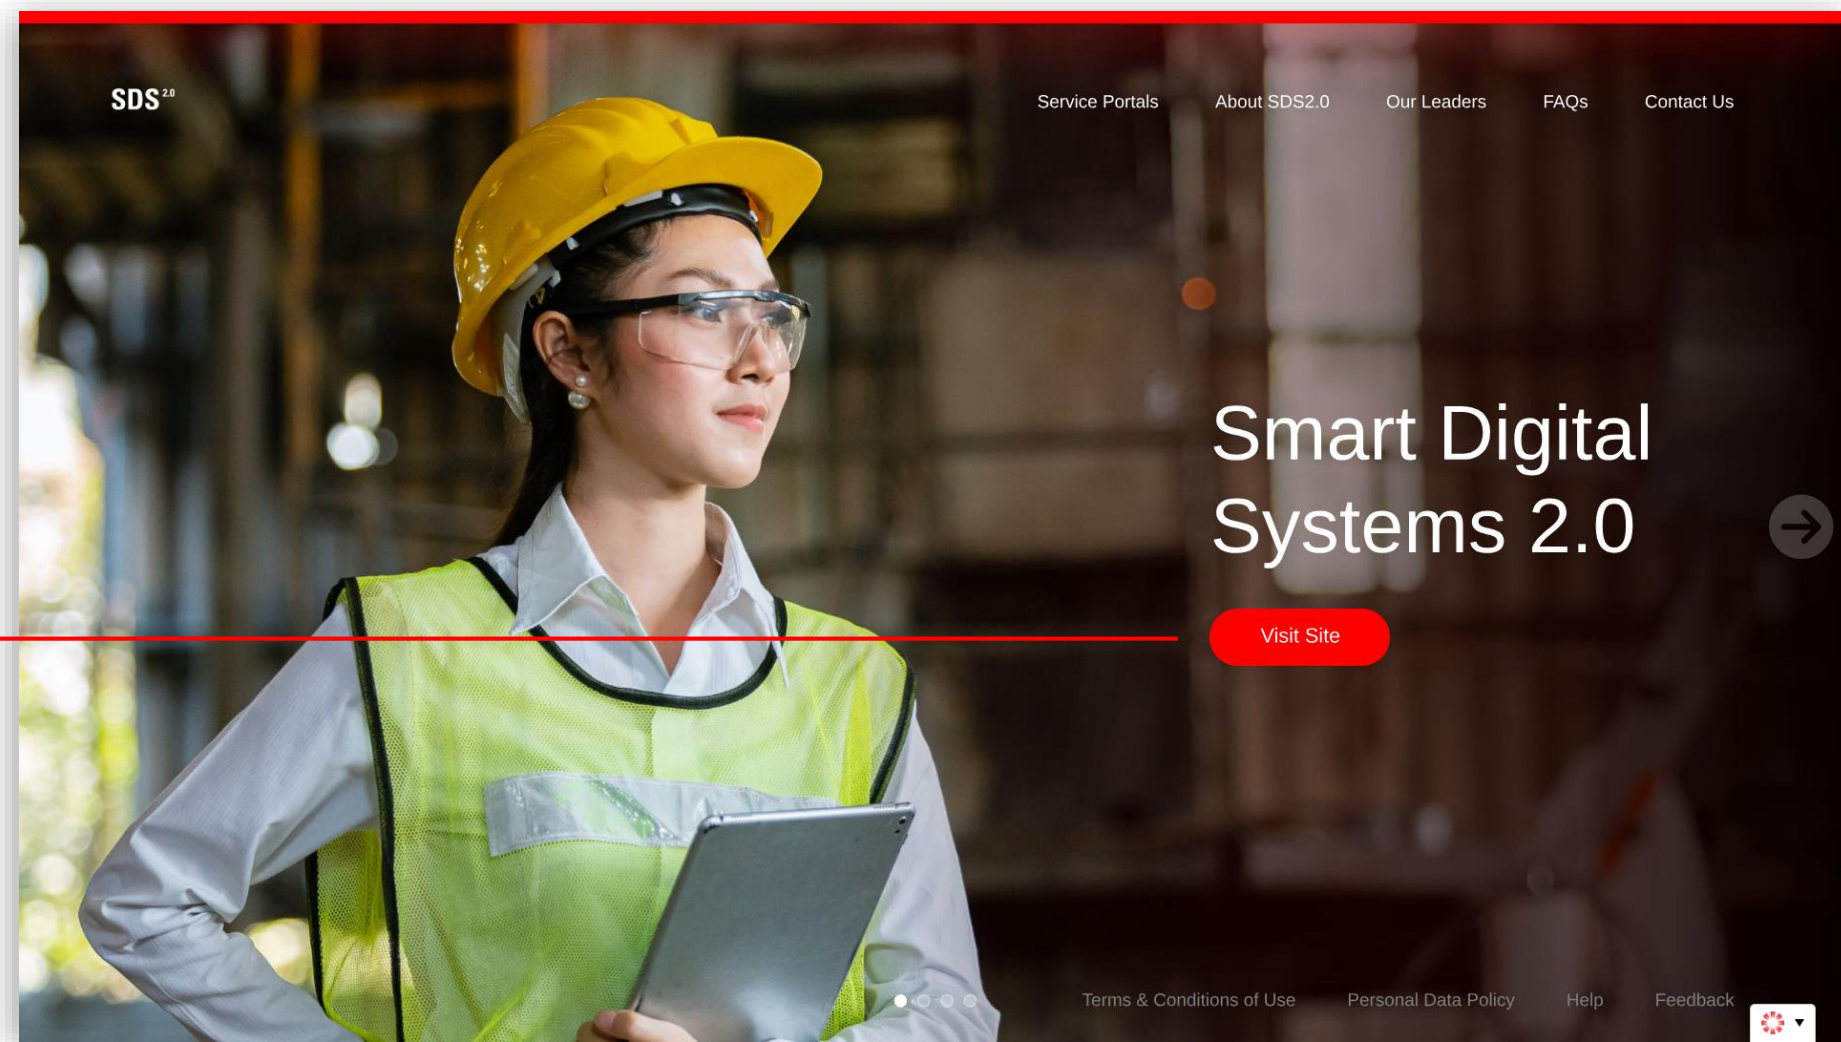 SDS 2.0
Service Portals About SDS2.0 Our Leaders FAQs Contact Us
Smart Digital
Systems 2.0
Visit Site
Terms & Conditions of Use Personal Data Policy Help Feedback